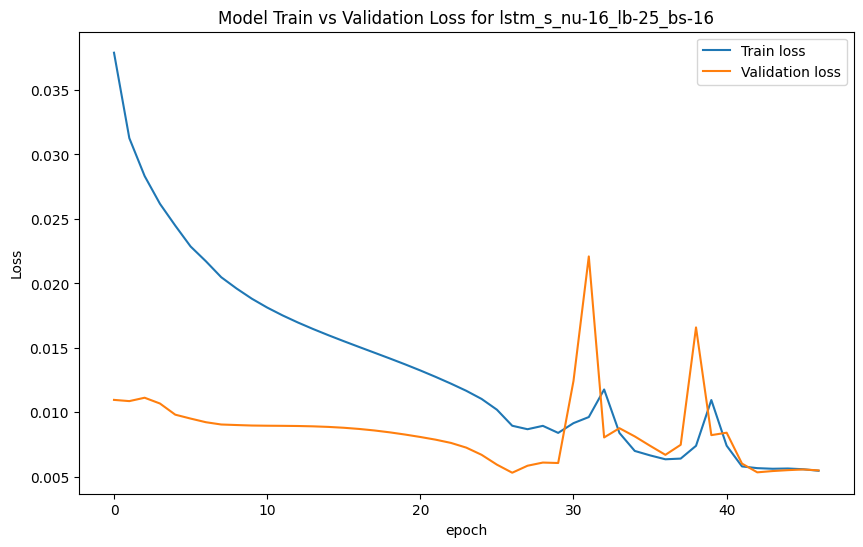 Model Train vs Validation Loss for lstm_s_nu-16_lb-25_bs-16
Train loss
Validation loss
0.035
0.030
0.025
0.020
0.015
0.010
0.005
Loss
0 10 20 30 40
epoch